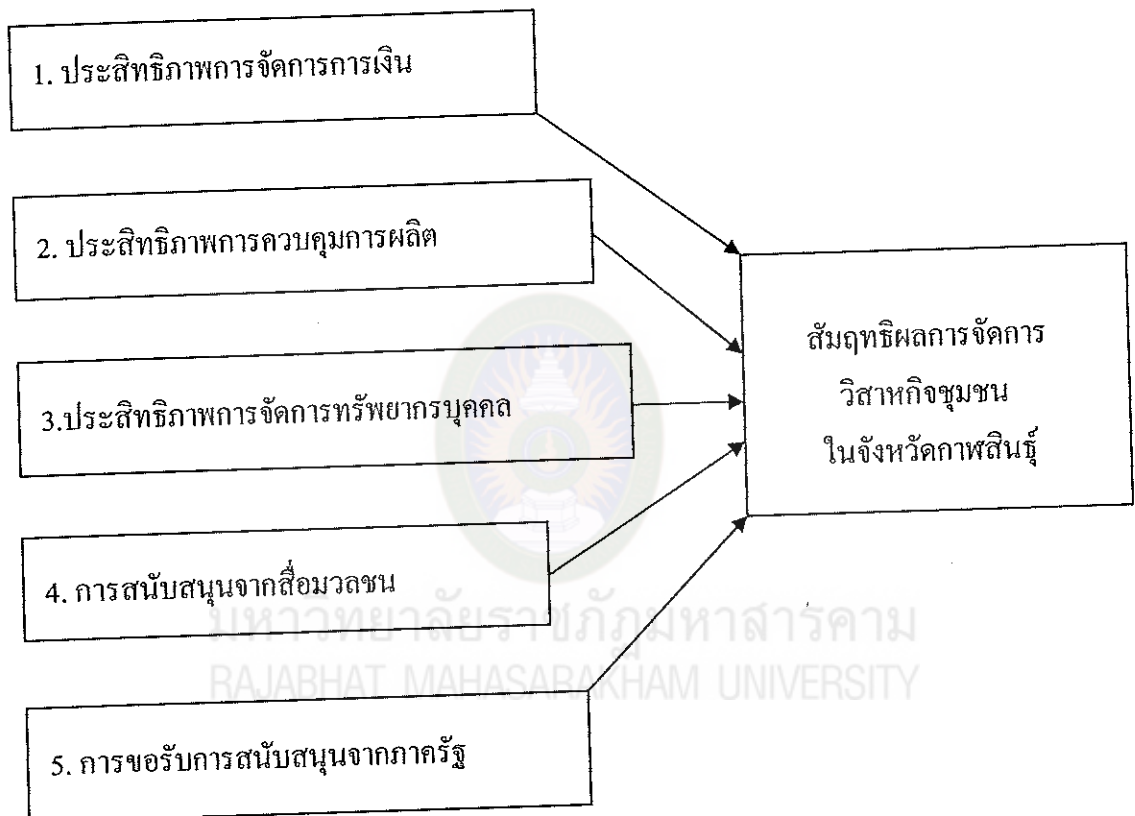 1. ประสิทธิภาพการจัดการการเงิน
2. ประสิทธิภาพการควบคุมการผลิต
3.ประสิทธิภาพการจัดการทรัพยากรบุคคล
4. การสนับสนุนจากสื่อมวลชน
5. การขอรับการสนับสนุนจากภาครัฐ
สัมฤทธิผลการจัดการ
วิสาหกิจชุมชน
ในจังหวัดกาฬสินธุ์
มหาวิทยาลัยราชภัฏมหาสารคาม
RAJABHAT MAHASARAKHAM UNIVERSITY